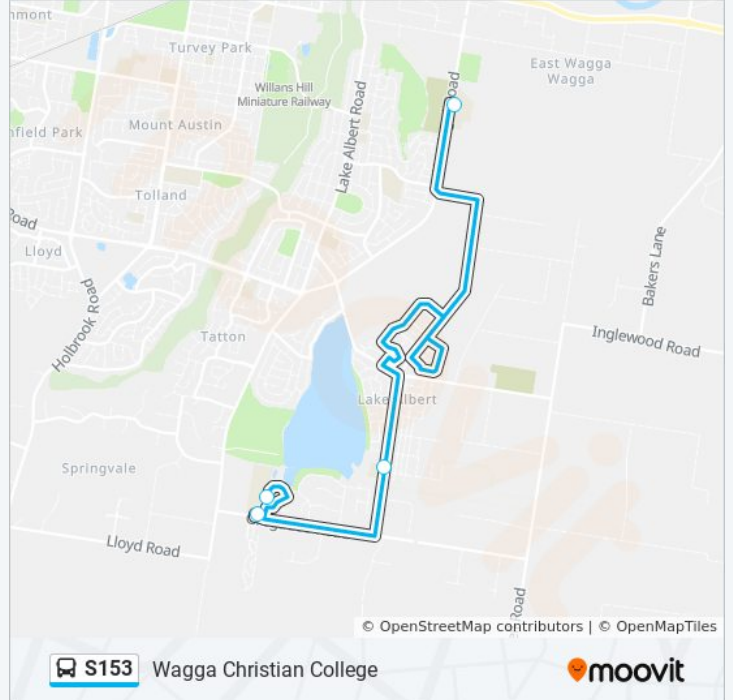 nmont
Turvey Park
Willans Hill
Miniature Railway
Lake Albert Road
oad
East Wagga
Wagga
nfield Park
Mount Austin
Tolland
Road
Lloyd
Holbrook Road
Tatton
Bakers Lane
Inglewood Road
Lake Albert
Springvale
Lloyd Road
Road
© OpenStreetMap contributors | © OpenMapTiles
S153 Wagga Christian College
moovit